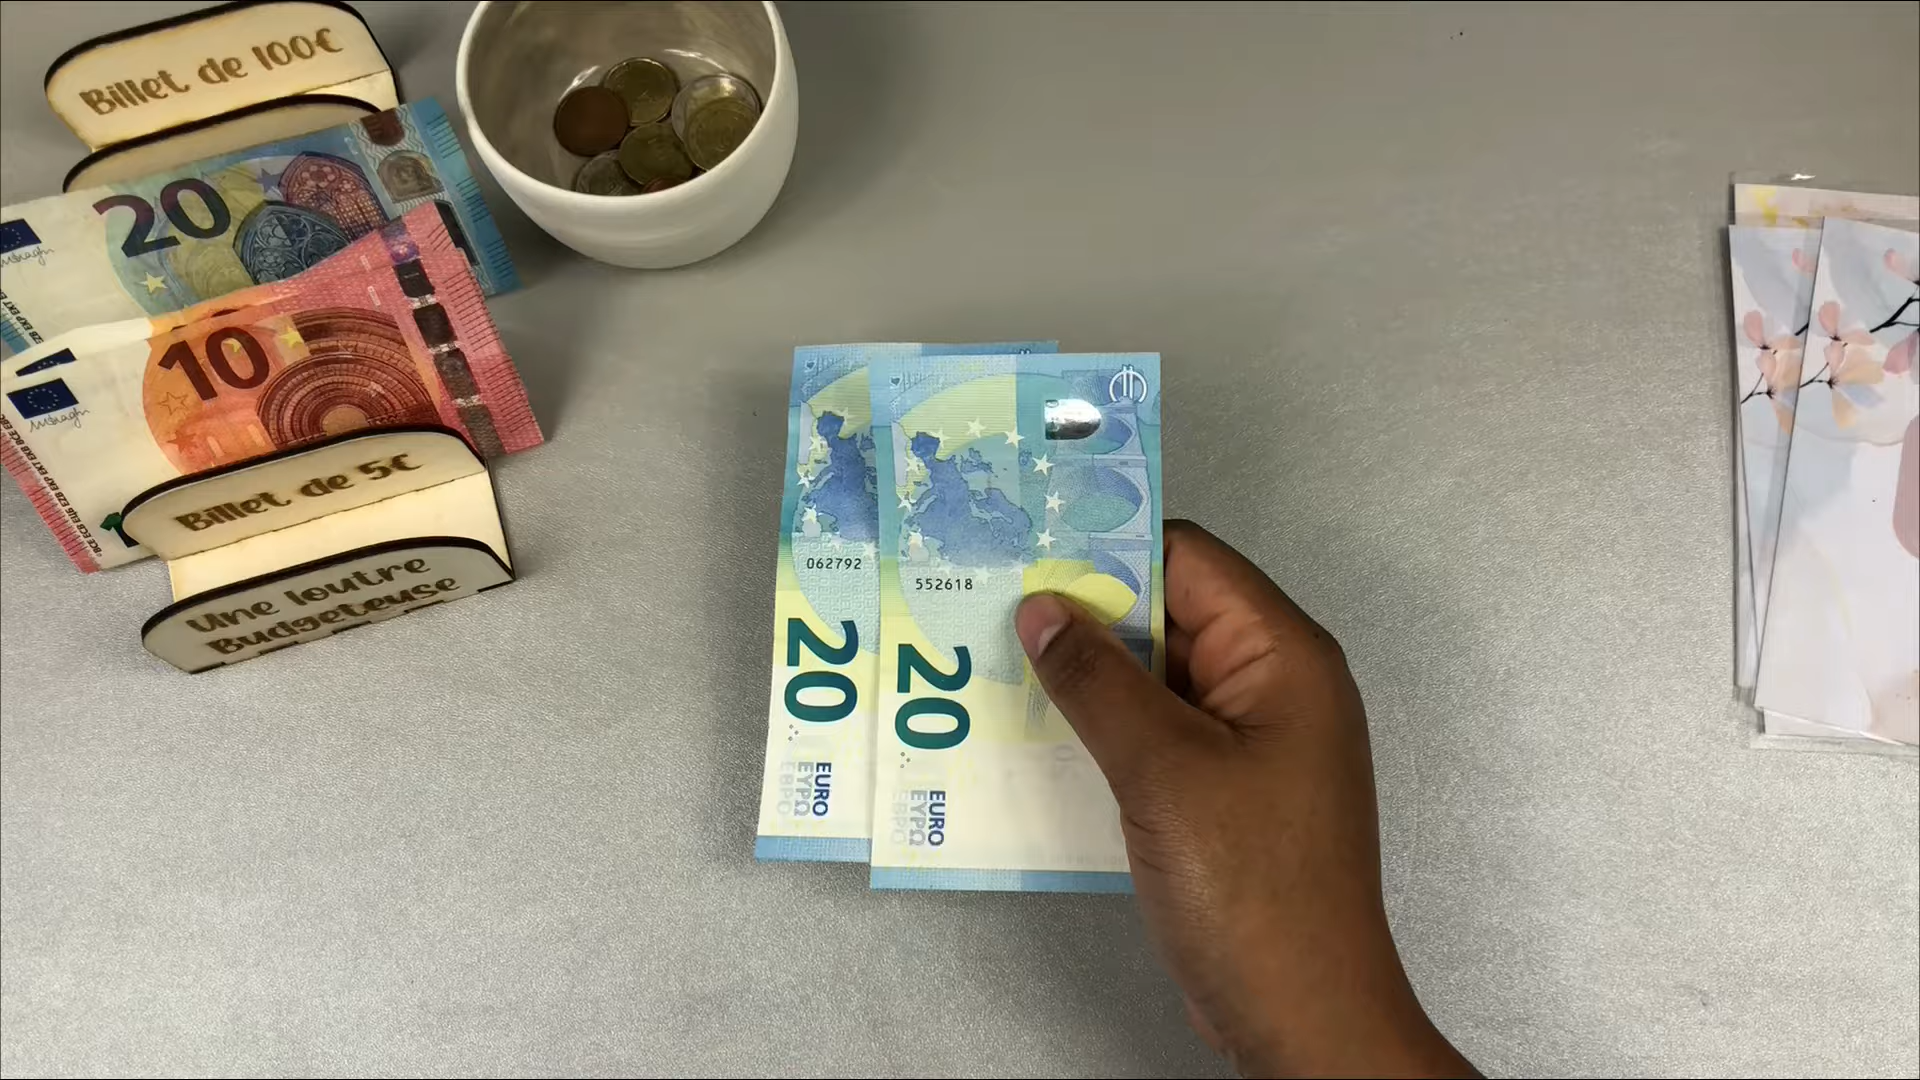 Billet de 100€
20
10
Billet de 5€
Une loutre
Budgeteuse
062792
20
EURO
ΕΥΡΩ
ЕВРО
552618
20
EURO
ΕΥΡΩ
ЕВРО